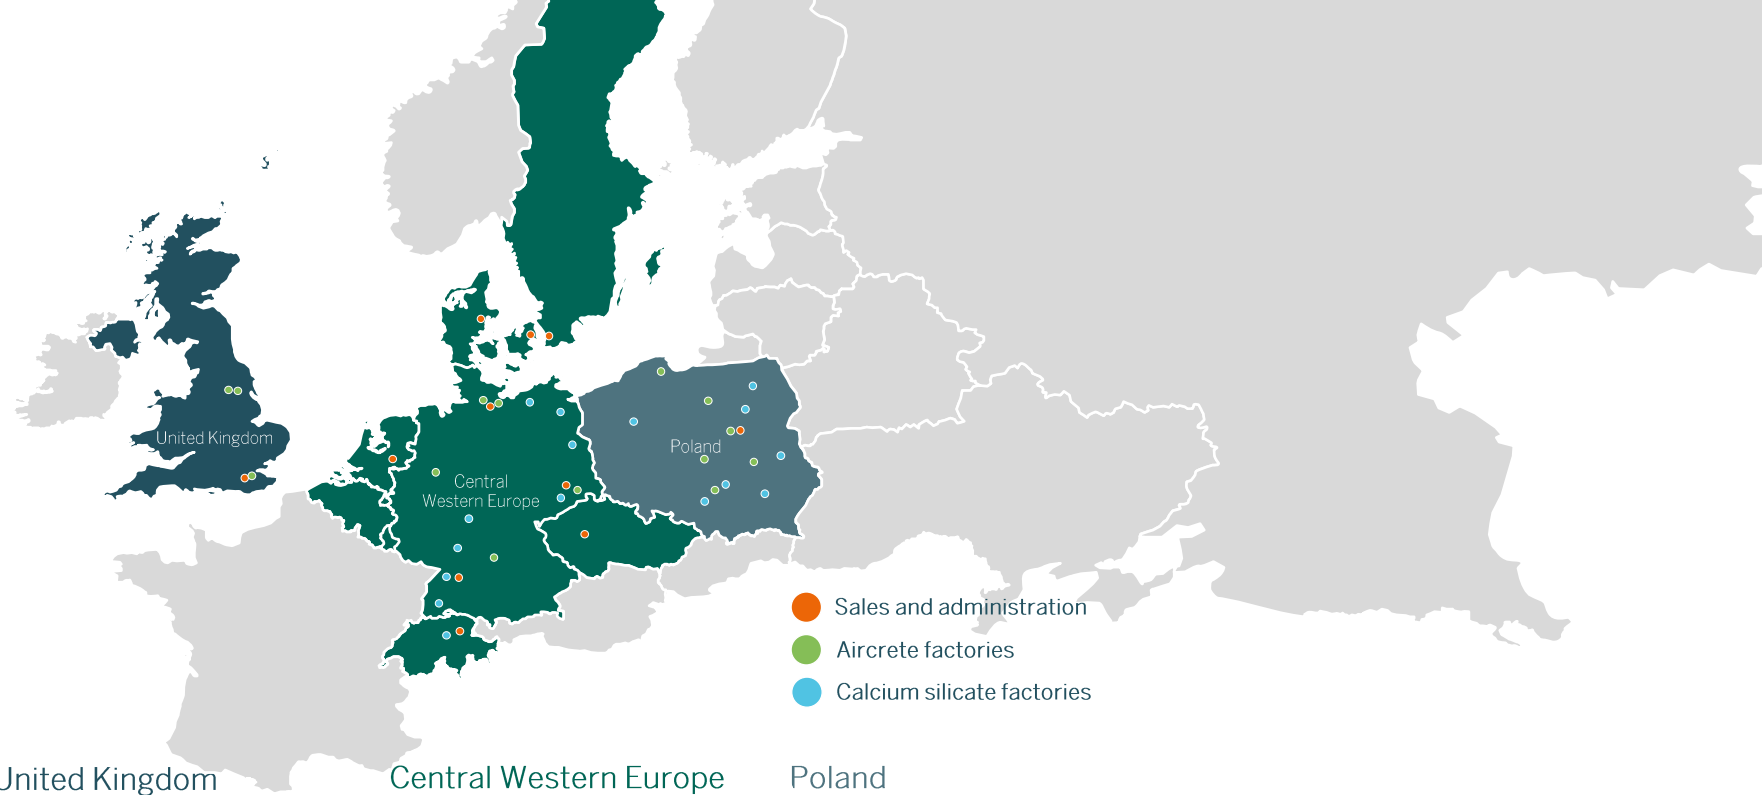 United Kingdom
Poland
Central
Western Europe
Sales and administration
Aircrete factories
Calcium silicate factories
United Kingdom
Central Western Europe
Poland